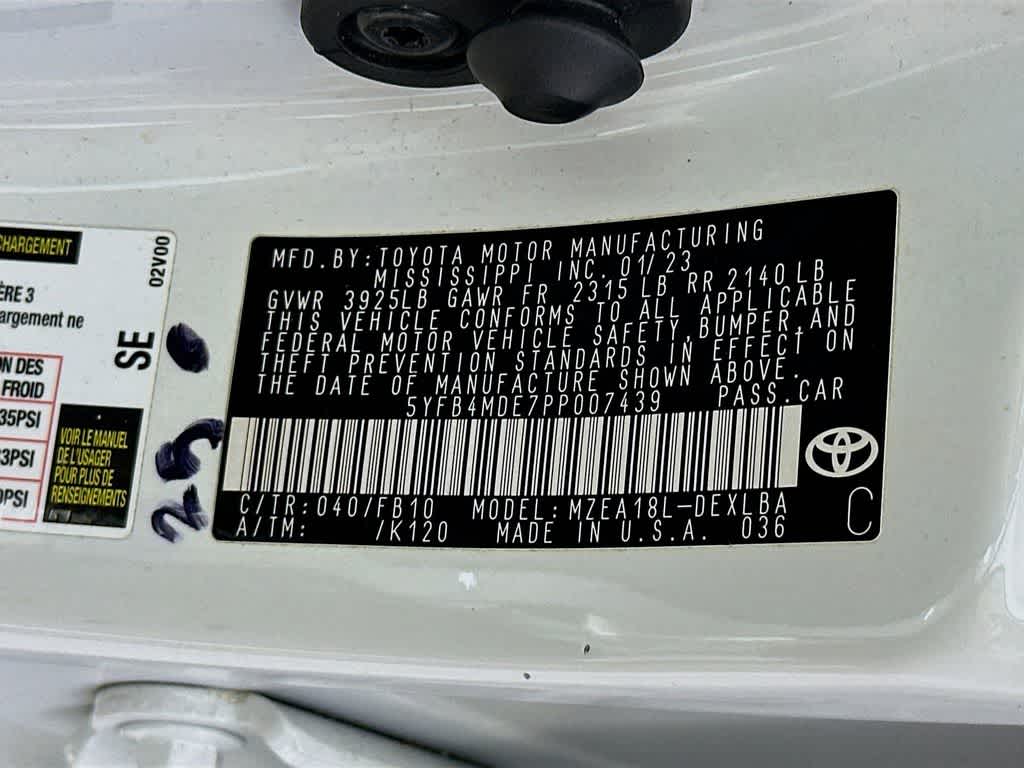 CHARGEMENT
02V00
ÈRE 3
argement ne
SE
ON DES
FROID
35PSI
3PSI
0PSI
VOIR LE MANUEL
DE L'USAGER
POUR PLUS DE
RENSEIGNEMENTS
MFD. BY: TOYOTA MOTOR MANUFACTURING
MISSISSIPPI INC. 01/23
GVWR 3925LB GAWR FR 2315 LB RR 2140 LB
THIS VEHICLE CONFORMS TO ALL APPLICABLE
FEDERAL MOTOR VEHICLE SAFETY, BUMPER, AND
THEFT PREVENTION STANDARDS IN EFFECT ON
THE DATE OF MANUFACTURE SHOWN ABOVE.
5YFB4MDE7PP007439 PASS. CAR
C/TR: 040/FB10 MODEL: MZEA18L-DEXLBA
A/TM: /K120 MADE IN U.S.A. 036
C